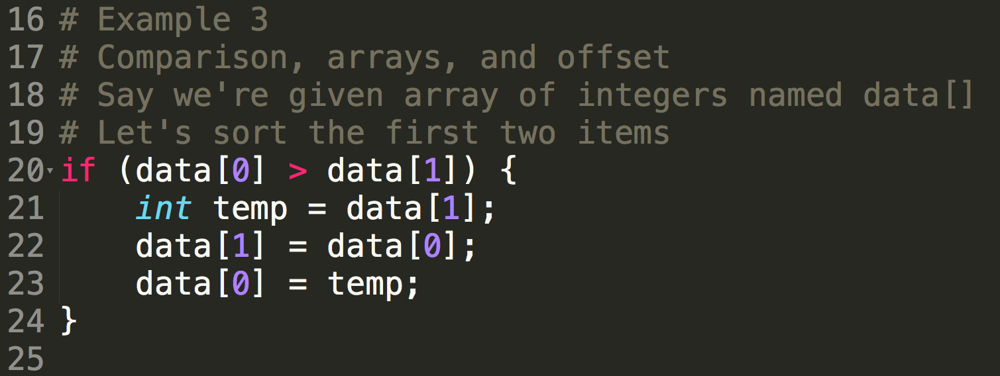 16 # Example 3
17 # Comparison, arrays, and offset
18 # Say we're given array of integers named data[]
19 # Let's sort the first two items
20 if (data[0] > data[1]) {
21     int temp = data[1];
22     data[1] = data[0];
23     data[0] = temp;
24 }
25